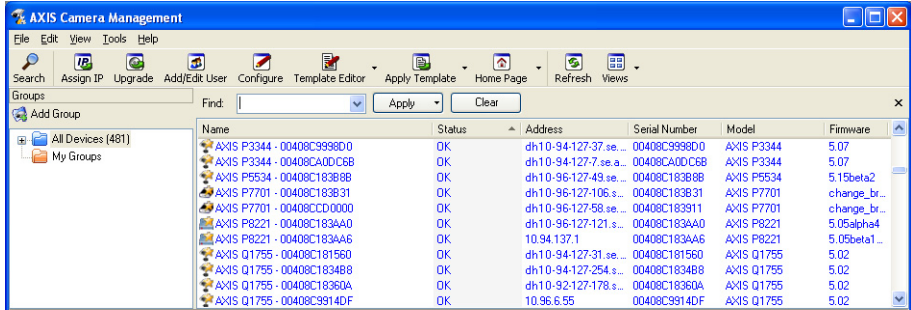 AXIS Camera Management
File Edit View Tools Help
Search Assign IP Upgrade Add/Edit User Configure Template Editor Apply Template Home Page Refresh Views
Groups
Add Group
All Devices (481)
My Groups
Find: Apply Clear
Name Status Address Serial Number Model Firmware
AXIS P3344 - 00408C9998D0 OK dh10-94-127-37.se.... 00408C9998D0 AXIS P3344 5.07
AXIS P3344 - 00408CA0DC6B OK dh10-94-127-7.se.a... 00408CA0DC6B AXIS P3344 5.07
AXIS P5534 - 00408C183B8B OK dh10-96-127-49.se.... 00408C183B8B AXIS P5534 5.15beta2
AXIS P7701 - 00408C183B31 OK dh10-96-127-106.s... 00408C183B31 AXIS P7701 change_br...
AXIS P7701 - 00408CCD0000 OK dh10-96-127-58.se.... 00408C183911 AXIS P7701 change_br...
AXIS P8221 - 00408C183AA0 OK dh10-96-127-121.s... 00408C183AA0 AXIS P8221 5.05alpha4
AXIS P8221 - 00408C183AA6 OK 10.94.137.1 00408C183AA6 AXIS P8221 5.05beta1...
AXIS Q1755 - 00408C181560 OK dh10-94-127-31.se.... 00408C181560 AXIS Q1755 5.02
AXIS Q1755 - 00408C1834B8 OK dh10-94-127-254.s... 00408C1834B8 AXIS Q1755 5.02
AXIS Q1755 - 00408C18360A OK dh10-92-127-178.s... 00408C18360A AXIS Q1755 5.02
AXIS Q1755 - 00408C9914DF OK 10.96.6.55 00408C9914DF AXIS Q1755 5.02